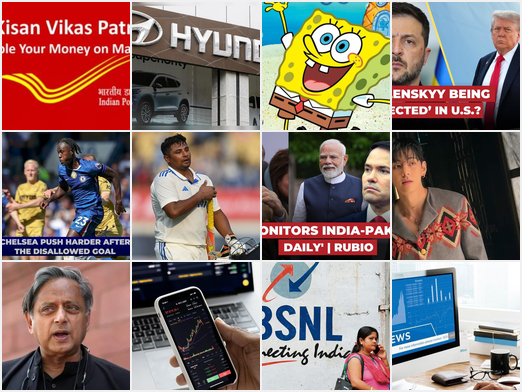 Kisan Vikas Patr
ble Your Money on Ma
भारतीय डा
Indian Po
HYUND
ENSKYY BEING
ECTED' IN U.S.?
23
CHELSEA PUSH HARDER AFTER
THE DISALLOWED GOAL
ONITORS INDIA-PAK
DAILY' | RUBIO
BSNL
necting India
EWS